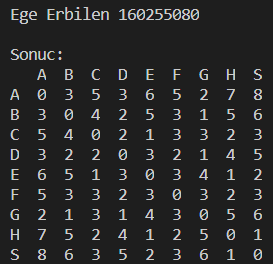 Ege Erbilen 160255080
Sonuc:
A B C D E F G H S
A 0 3 5 3 6 5 2 7 8
B 3 0 4 2 5 3 1 5 6
C 5 4 0 2 1 3 3 2 3
D 3 2 2 0 3 2 1 4 5
E 6 5 1 3 0 3 4 1 2
F 5 3 3 2 3 0 3 2 3
G 2 1 3 1 4 3 0 5 6
H 7 5 2 4 1 2 5 0 1
S 8 6 3 5 2 3 6 1 0